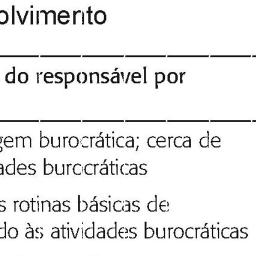 olvimento
do responsável por
gem burocrática; cerca de
ades burocráticas
s rotinas básicas de
do às atividades burocráticas